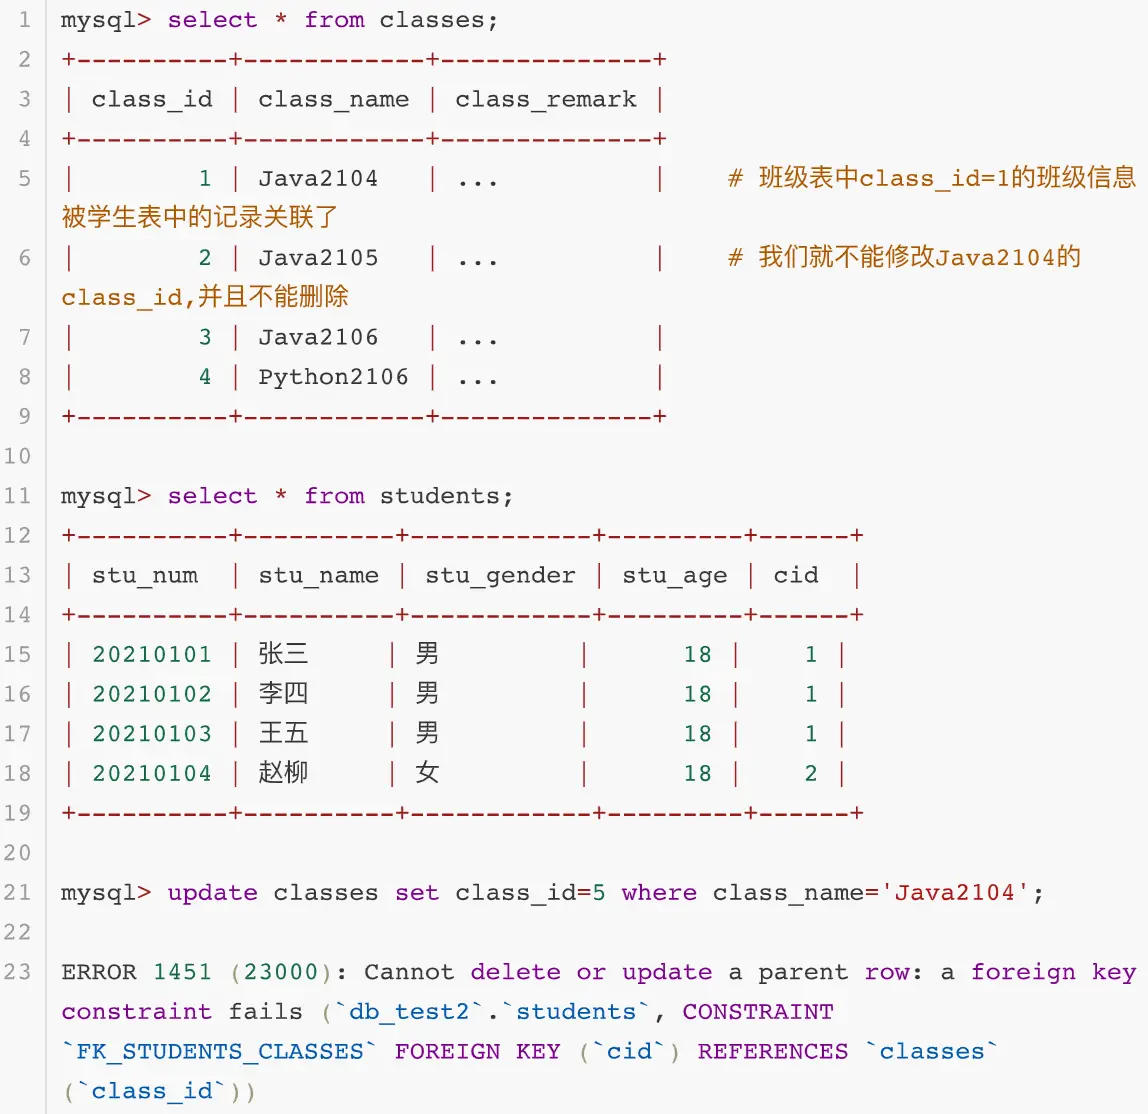 1 mysql> select * from classes;
2 +----------+------------+--------------+
3 | class_id | class_name | class_remark |
4 +----------+------------+--------------+
5 |        1 | Java2104   | ...          |    # 班级表中class_id=1的班级信息
被学生表中的记录关联了
6 |        2 | Java2105   | ...          |    # 我们就不能修改Java2104的
class_id,并且不能删除
7 |        3 | Java2106   | ...          |
8 |        4 | Python2106 | ...          |
9 +----------+------------+--------------+
10
11 mysql> select * from students;
12 +----------+----------+------------+---------+------+
13 | stu_num  | stu_name | stu_gender | stu_age | cid  |
14 +----------+----------+------------+---------+------+
15 | 20210101 | 张三     | 男         |      18 |    1 |
16 | 20210102 | 李四     | 男         |      18 |    1 |
17 | 20210103 | 王五     | 男         |      18 |    1 |
18 | 20210104 | 赵柳     | 女         |      18 |    2 |
19 +----------+----------+------------+---------+------+
20
21 mysql> update classes set class_id=5 where class_name='Java2104';
22
23 ERROR 1451 (23000): Cannot delete or update a parent row: a foreign key
constraint fails (`db_test2`.`students`, CONSTRAINT
`FK_STUDENTS_CLASSES` FOREIGN KEY (`cid`) REFERENCES `classes`
(`class_id`))